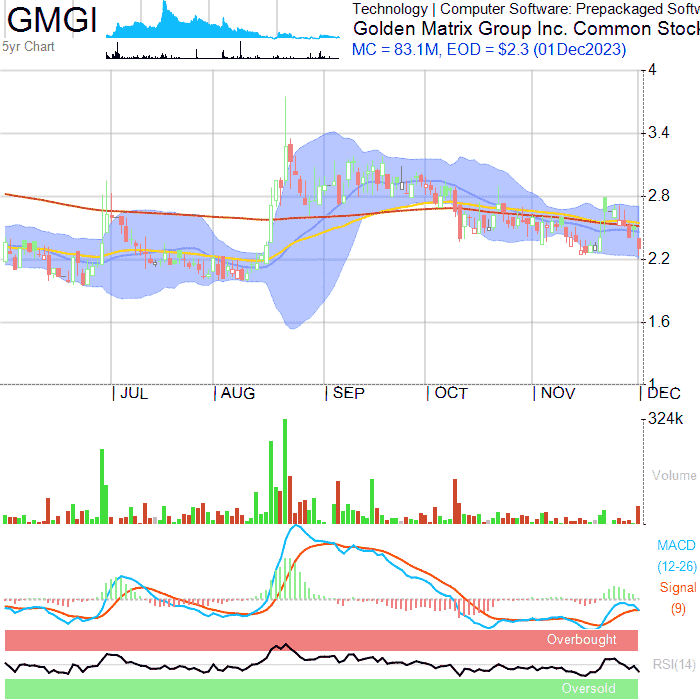 GMGI
5yr Chart
Technology | Computer Software: Prepackaged Softw
Golden Matrix Group Inc. Common Stock
MC = 83.1M, EOD = $2.3 (01Dec2023)
4
3.4
2.8
2.2
1.6
1
JUL
AUG
SEP
OCT
NOV
DEC
324k
Volume
MACD
(12-26)
Signal
(9)
Overbought
RSI(14)
Oversold